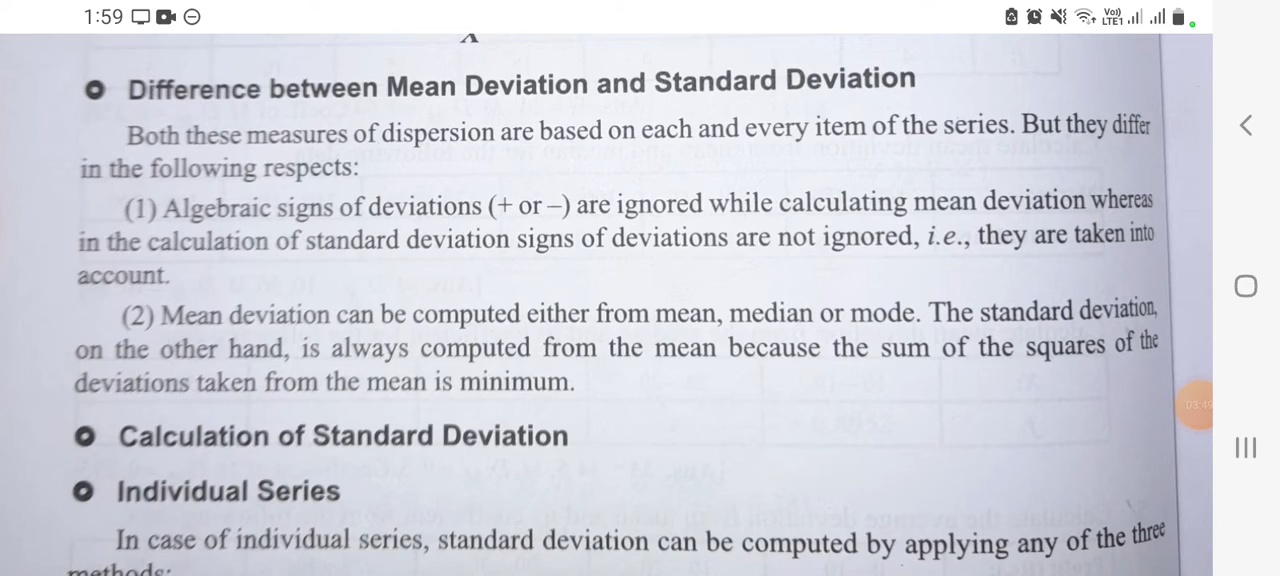 1:59
Vo)) LTE1
Difference between Mean Deviation and Standard Deviation
Both these measures of dispersion are based on each and every item of the series. But they differ
in the following respects:
(1) Algebraic signs of deviations (+ or –) are ignored while calculating mean deviation whereas
in the calculation of standard deviation signs of deviations are not ignored, i.e., they are taken into
account.
(2) Mean deviation can be computed either from mean, median or mode. The standard deviation,
on the other hand, is always computed from the mean because the sum of the squares of the
deviations taken from the mean is minimum.
03:49
Calculation of Standard Deviation
Individual Series
In case of individual series, standard deviation can be computed by applying any of the three
methods: